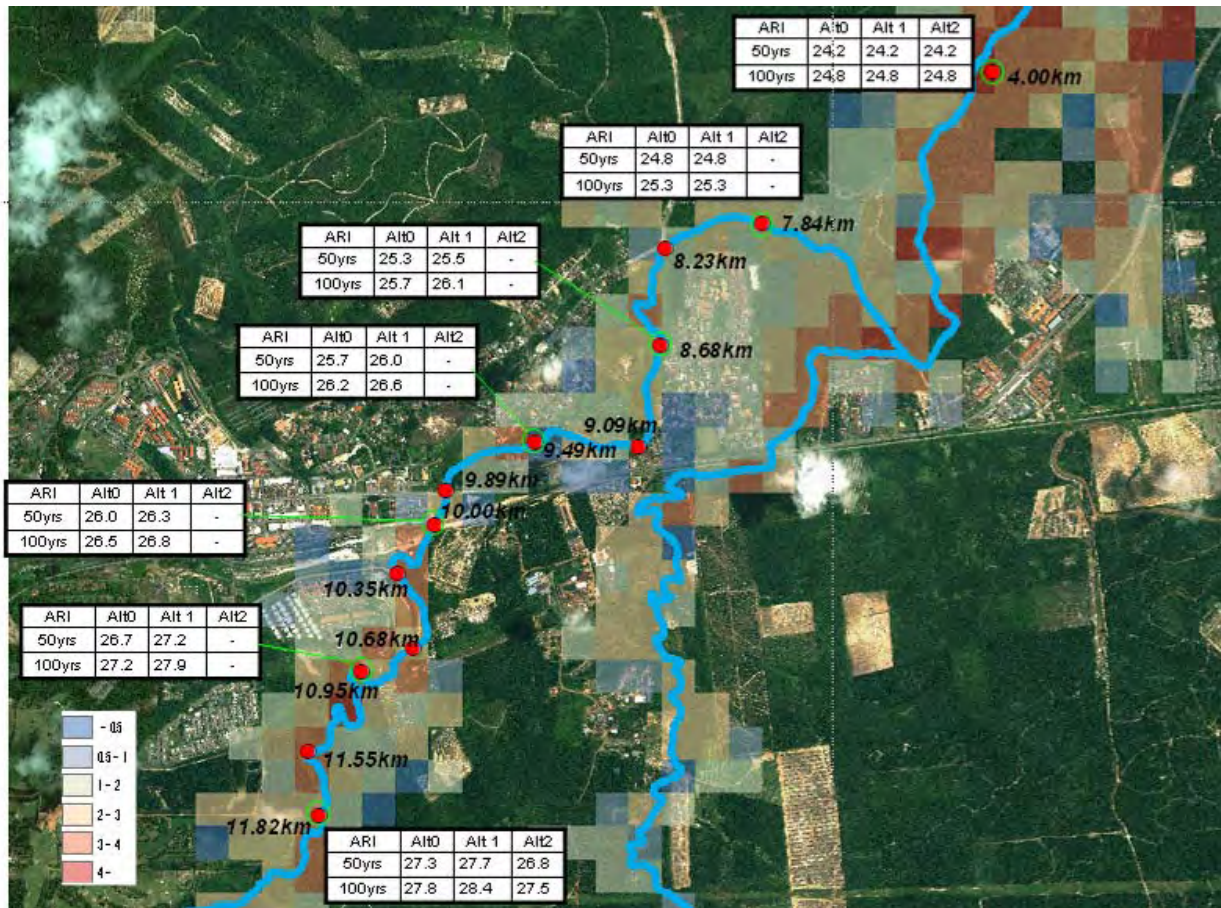 ARI Alt0 Alt 1 Alt2
50yrs 24.2 24.2 24.2
100yrs 24.8 24.8 24.8
4.00km
ARI Alt0 Alt 1 Alt2
50yrs 24.8 24.8 -
100yrs 25.3 25.3 -
7.84km
8.23km
ARI Alt0 Alt 1 Alt2
50yrs 25.3 25.5 -
100yrs 25.7 26.1 -
8.68km
ARI Alt0 Alt 1 Alt2
50yrs 25.7 26.0 -
100yrs 26.2 26.6 -
9.09km
9.49km
9.89km
ARI Alt0 Alt 1 Alt2
50yrs 26.0 26.3 -
100yrs 26.5 26.8 -
10.00km
10.35km
ARI Alt0 Alt 1 Alt2
50yrs 26.7 27.2 -
100yrs 27.2 27.9 -
10.68km
10.95km
- 0.5
0.5 - 1
1 - 2
2 - 3
3 - 4
4 -
11.55km
11.82km
ARI Alt0 Alt 1 Alt2
50yrs 27.3 27.7 26.8
100yrs 27.8 28.4 27.5